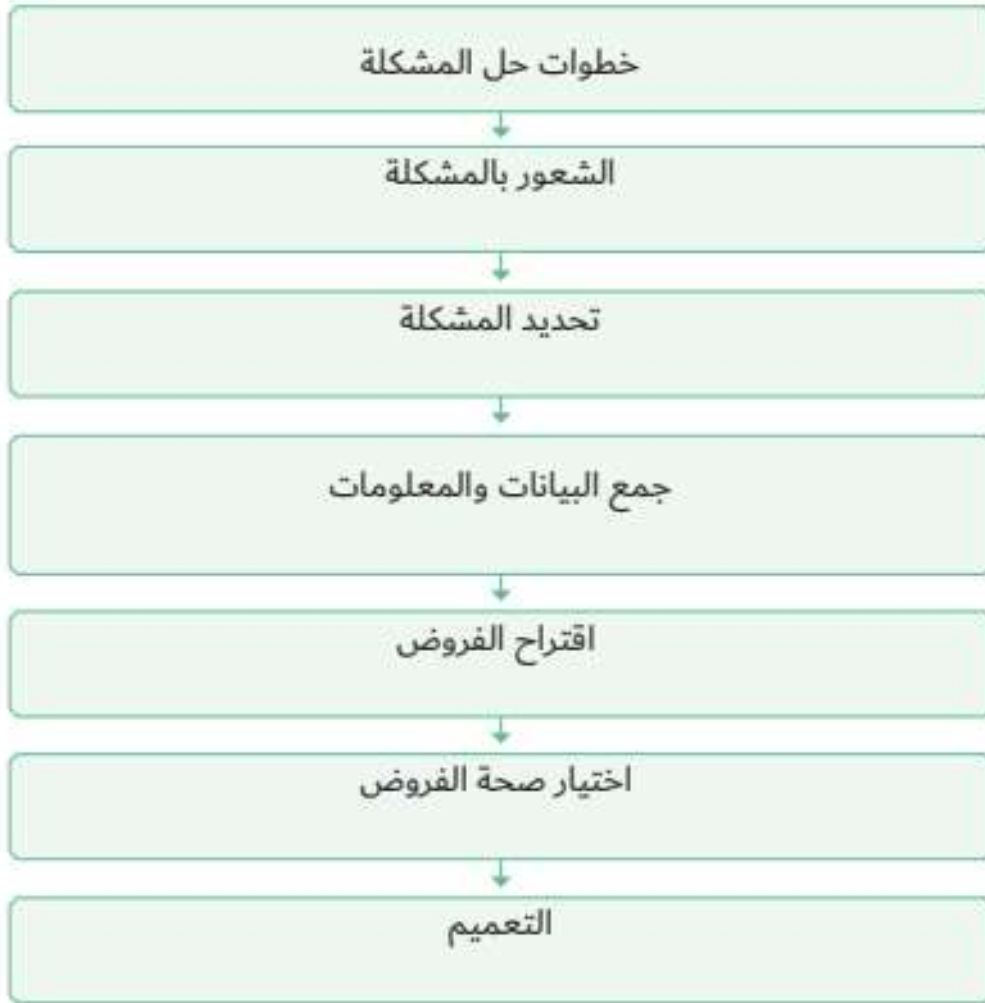 خطوات حل المشكلة
الشعور بالمشكلة
تحديد المشكلة
جمع البيانات والمعلومات
اقتراح الفروض
اختيار صحة الفروض
التعميم